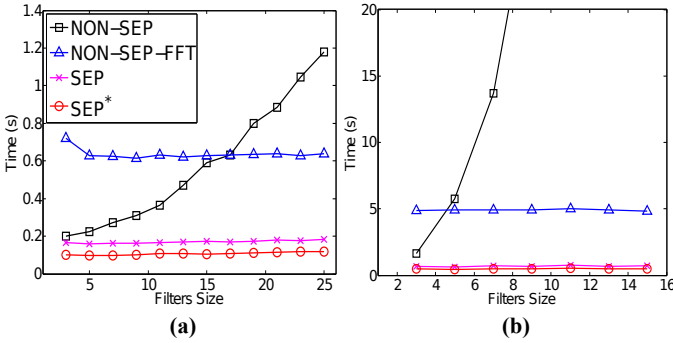 1.4
1.2
1
0.8
0.6
0.4
0.2
0
Time (s)
NON-SEP
NON-SEP-FFT
SEP
SEP*
5
10
15
20
25
Filters Size
(a)
20
15
10
5
0
Time (s)
2
4
6
8
10
12
14
16
Filters Size
(b)